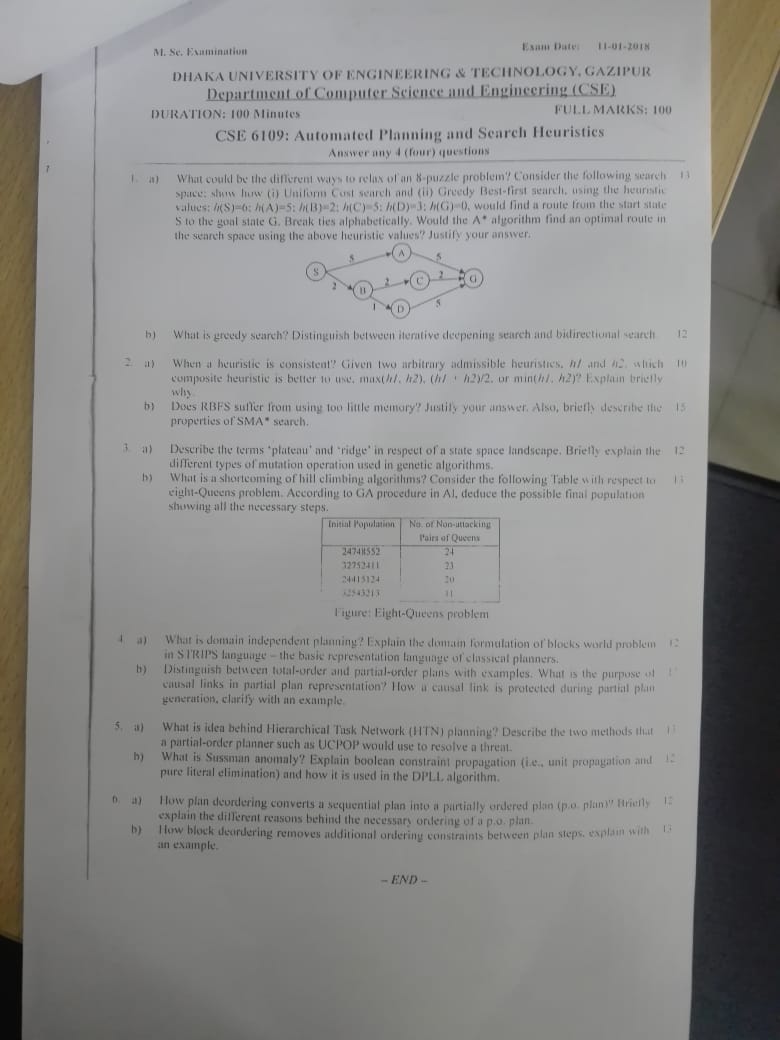 M. Sc. Examination
Exam Date: 11-01-2018
DHAKA UNIVERSITY OF ENGINEERING & TECHNOLOGY, GAZIPUR
Department of Computer Science and Engineering (CSE)
DURATION: 100 Minutes
FULL MARKS: 100
CSE 6109: Automated Planning and Search Heuristics
Answer any 4 (four) questions
1. a) What could be the different ways to relax of an 8-puzzle problem? Consider the following search 13
space: show how (i) Uniform Cost search and (ii) Greedy Best-first search, using the heuristic
values: h(S)=6; h(A)=5; h(B)=2; h(C)=5; h(D)=3; h(G)=0, would find a route from the start state
S to the goal state G. Break ties alphabetically. Would the A* algorithm find an optimal route in
the search space using the above heuristic values? Justify your answer.
S 5 A 5
2 B 2 C 2 G
1 D 5
b) What is greedy search? Distinguish between iterative deepening search and bidirectional search 12
2. a) When a heuristic is consistent? Given two arbitrary admissible heuristics, h1 and h2, which 10
composite heuristic is better to use, max(h1, h2), (h1 + h2)/2, or min(h1, h2)? Explain briefly
why.
b) Does RBFS suffer from using too little memory? Justify your answer. Also, briefly describe the 15
properties of SMA* search.
3. a) Describe the terms 'plateau' and 'ridge' in respect of a state space landscape. Briefly explain the 12
different types of mutation operation used in genetic algorithms.
b) What is a shortcoming of hill climbing algorithms? Consider the following Table with respect to 13
eight-Queens problem. According to GA procedure in AI, deduce the possible final population
showing all the necessary steps.
Initial Population No. of Non-attacking
Pairs of Queens
24748552 24
32752411 23
24415124 20
32543213 11
Figure: Eight-Queens problem
4. a) What is domain independent planning? Explain the domain formulation of blocks world problem 12
in STRIPS language – the basic representation language of classical planners.
b) Distinguish between total-order and partial-order plans with examples. What is the purpose of
causal links in partial plan representation? How a causal link is protected during partial plan
generation, clarify with an example.
5. a) What is idea behind Hierarchical Task Network (HTN) planning? Describe the two methods that 13
a partial-order planner such as UCPOP would use to resolve a threat.
b) What is Sussman anomaly? Explain boolean constraint propagation (i.e., unit propagation and 12
pure literal elimination) and how it is used in the DPLL algorithm.
6. a) How plan deordering converts a sequential plan into a partially ordered plan (p.o. plan)? Briefly 12
explain the different reasons behind the necessary ordering of a p.o. plan.
b) How block deordering removes additional ordering constraints between plan steps, explain with 13
an example.
– END –